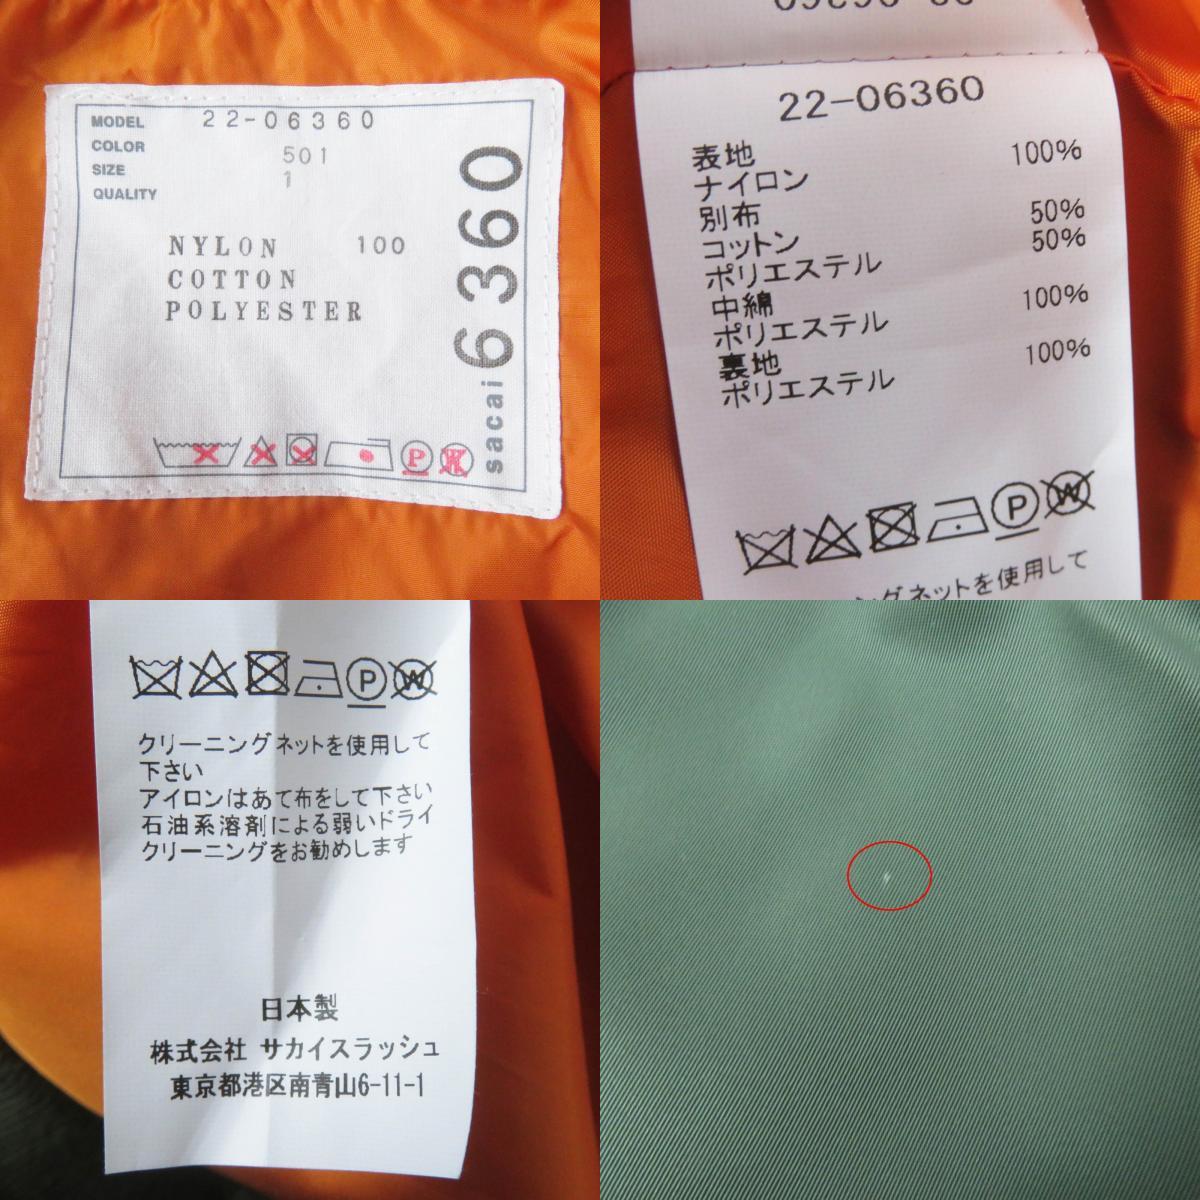 MODEL 22-06360
COLOR 501
SIZE 1
QUALITY
NYLON 100
COTTON
POLYESTER
sacai 6360
P
W
22-06360
表地
ナイロン 100%
別布
コットン 50%
ポリエステル 50%
中綿
ポリエステル 100%
裏地
ポリエステル 100%
P W
ングネットを使用して
P W
クリーニングネットを使用して
下さい
アイロンはあて布をして下さい
石油系溶剤による弱いドライ
クリーニングをお勧めします
日本製
株式会社 サカイスラッシュ
東京都港区南青山6-11-1